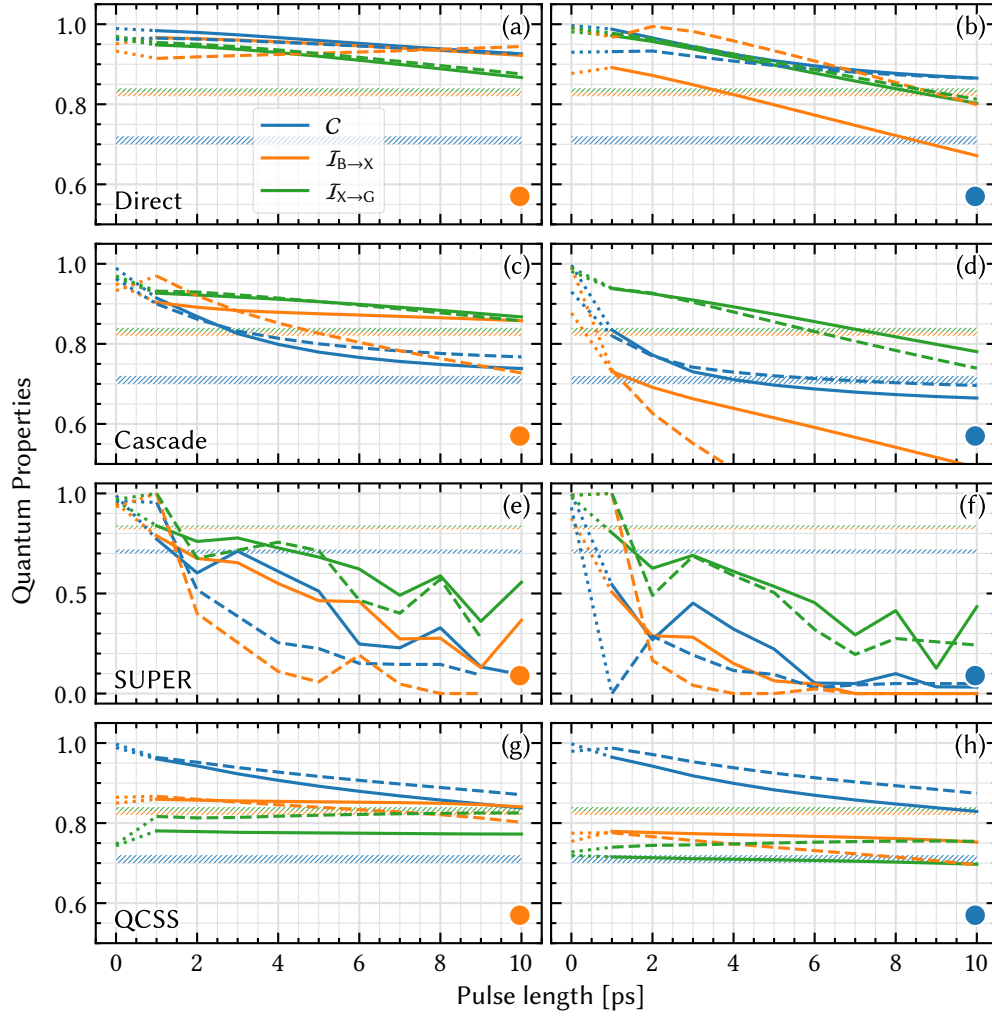 Quantum Properties
(a)
(b)
1.0
0.8
0.6
C
I_B→X
I_X→G
Direct
(c)
(d)
1.0
0.8
0.6
Cascade
(e)
(f)
1.0
0.5
0.0
SUPER
(g)
(h)
1.0
0.8
0.6
QCSS
0 2 4 6 8 10
0 2 4 6 8 10
Pulse length [ps]